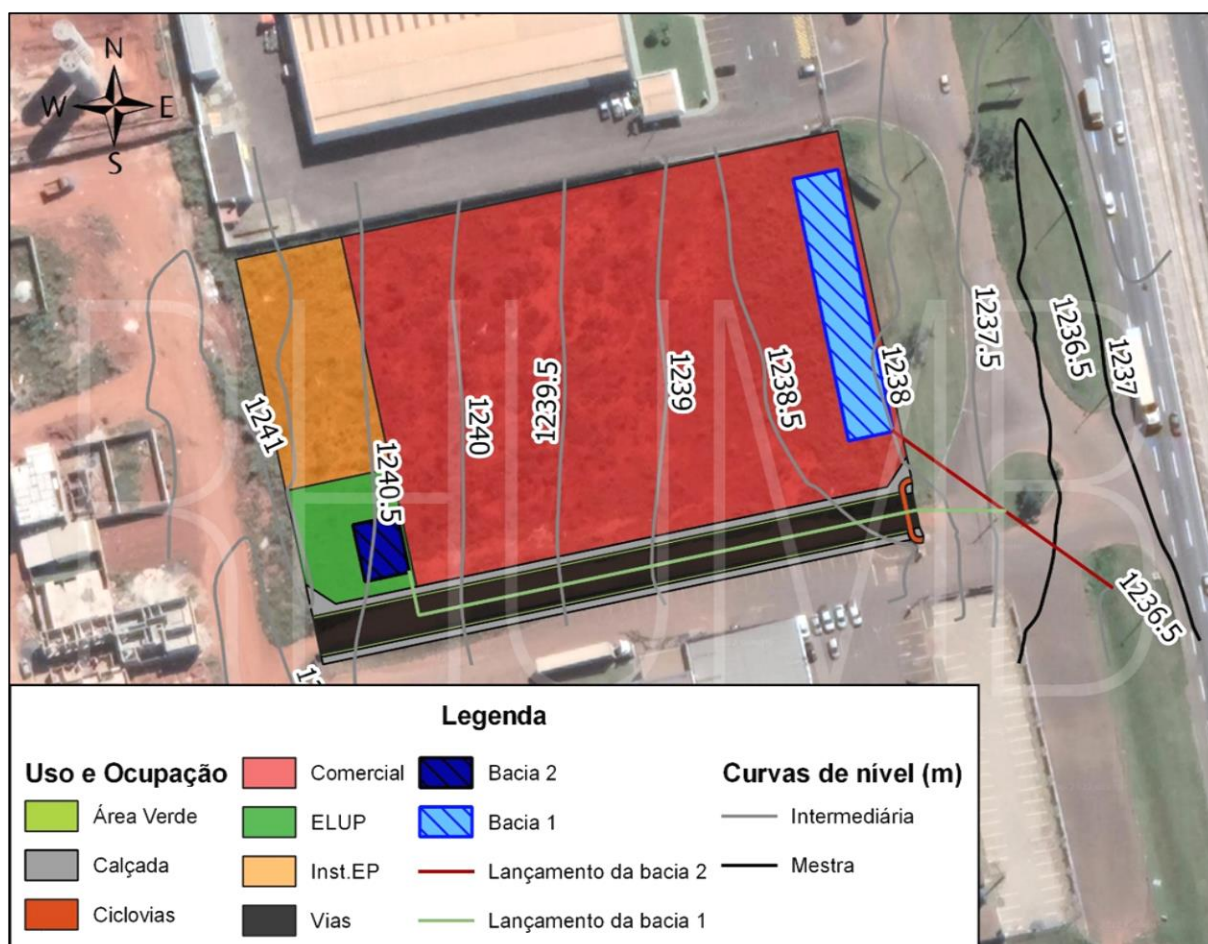 N
W E
S
1241
1240.5
1240
1239.5
1239
1238.5
1238
1237.5
1236.5
1237
1236.5
BHUMB
Legenda
Uso e Ocupação
Área Verde
Calçada
Ciclovias
Comercial
ELUP
Inst.EP
Vias
Bacia 2
Bacia 1
Lançamento da bacia 2
Lançamento da bacia 1
Curvas de nível (m)
Intermediária
Mestra